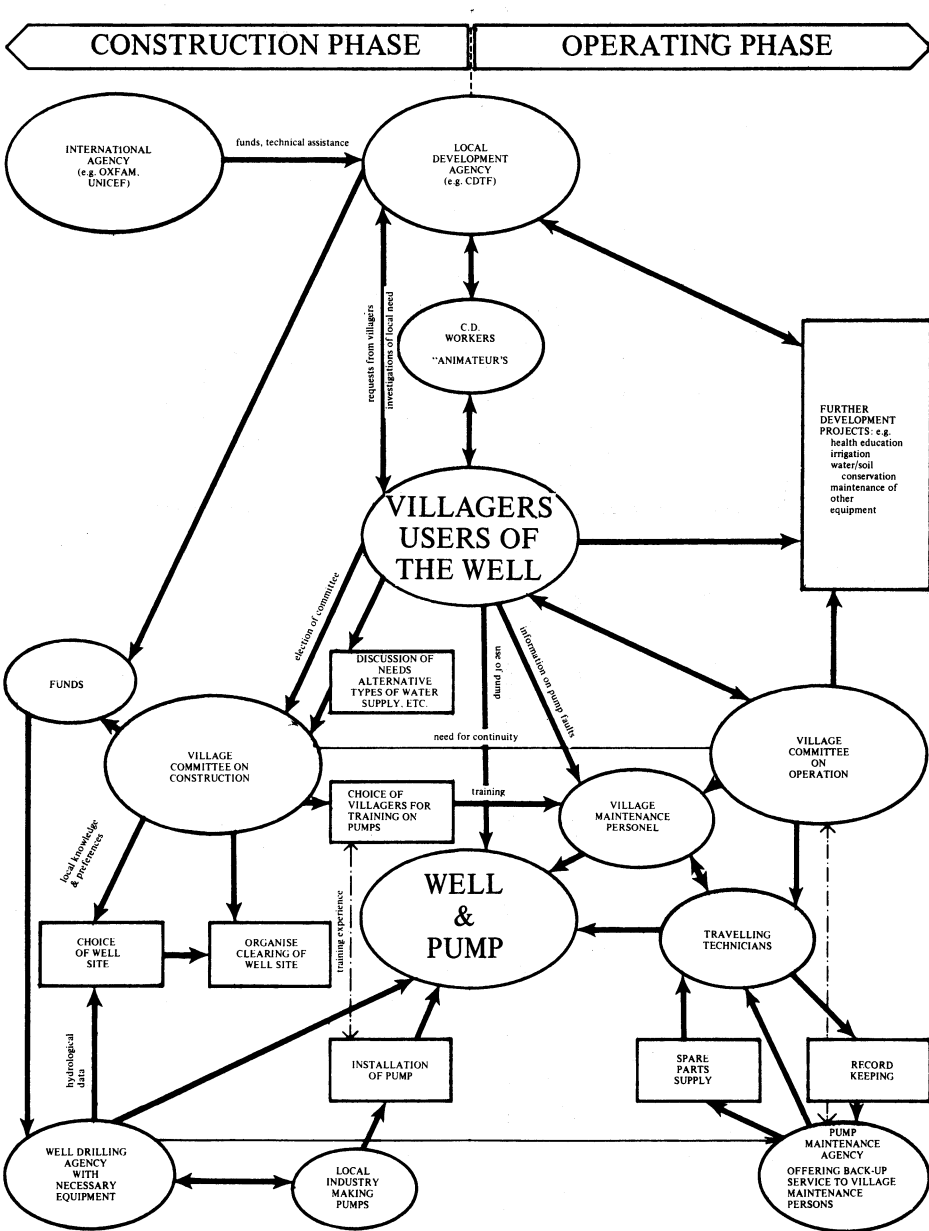 CONSTRUCTION PHASE
OPERATING PHASE
INTERNATIONAL
AGENCY
(e.g. OXFAM,
UNICEF)
funds, technical assistance
LOCAL
DEVELOPMENT
AGENCY
(e.g. CDTF)
requests from villagers
investigations of local need
C.D.
WORKERS
"ANIMATEUR'S
FURTHER
DEVELOPMENT
PROJECTS: e.g.
health education
irrigation
water/soil
conservation
maintenance of
other
equipment
VILLAGERS
USERS OF
THE WELL
election of committee
DISCUSSION OF
NEEDS
ALTERNATIVE
TYPES OF WATER
SUPPLY, ETC.
use of pump
information on pump faults
FUNDS
VILLAGE
COMMITTEE ON
CONSTRUCTION
need for continuity
VILLAGE
COMMITTEE
ON
OPERATION
CHOICE OF
VILLAGERS FOR
TRAINING ON
PUMPS
training
VILLAGE
MAINTENANCE
PERSONEL
local knowledge
& preferences
WELL
&
PUMP
CHOICE
OF WELL
SITE
ORGANISE
CLEARING OF
WELL SITE
training experience
TRAVELLING
TECHNICIANS
hydrological
data
INSTALLATION
OF PUMP
SPARE
PARTS
SUPPLY
RECORD
KEEPING
WELL DRILLING
AGENCY
WITH
NECESSARY
EQUIPMENT
LOCAL
INDUSTRY
MAKING
PUMPS
PUMP
MAINTENANCE
AGENCY
OFFERING BACK-UP
SERVICE TO VILLAGE
MAINTENANCE
PERSONS